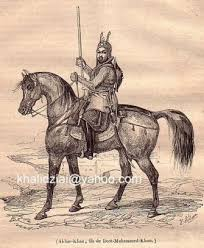 khalidziai@yahoo.com
(Akbar-Khan, fils de Dost-Mohammed-Khan.)